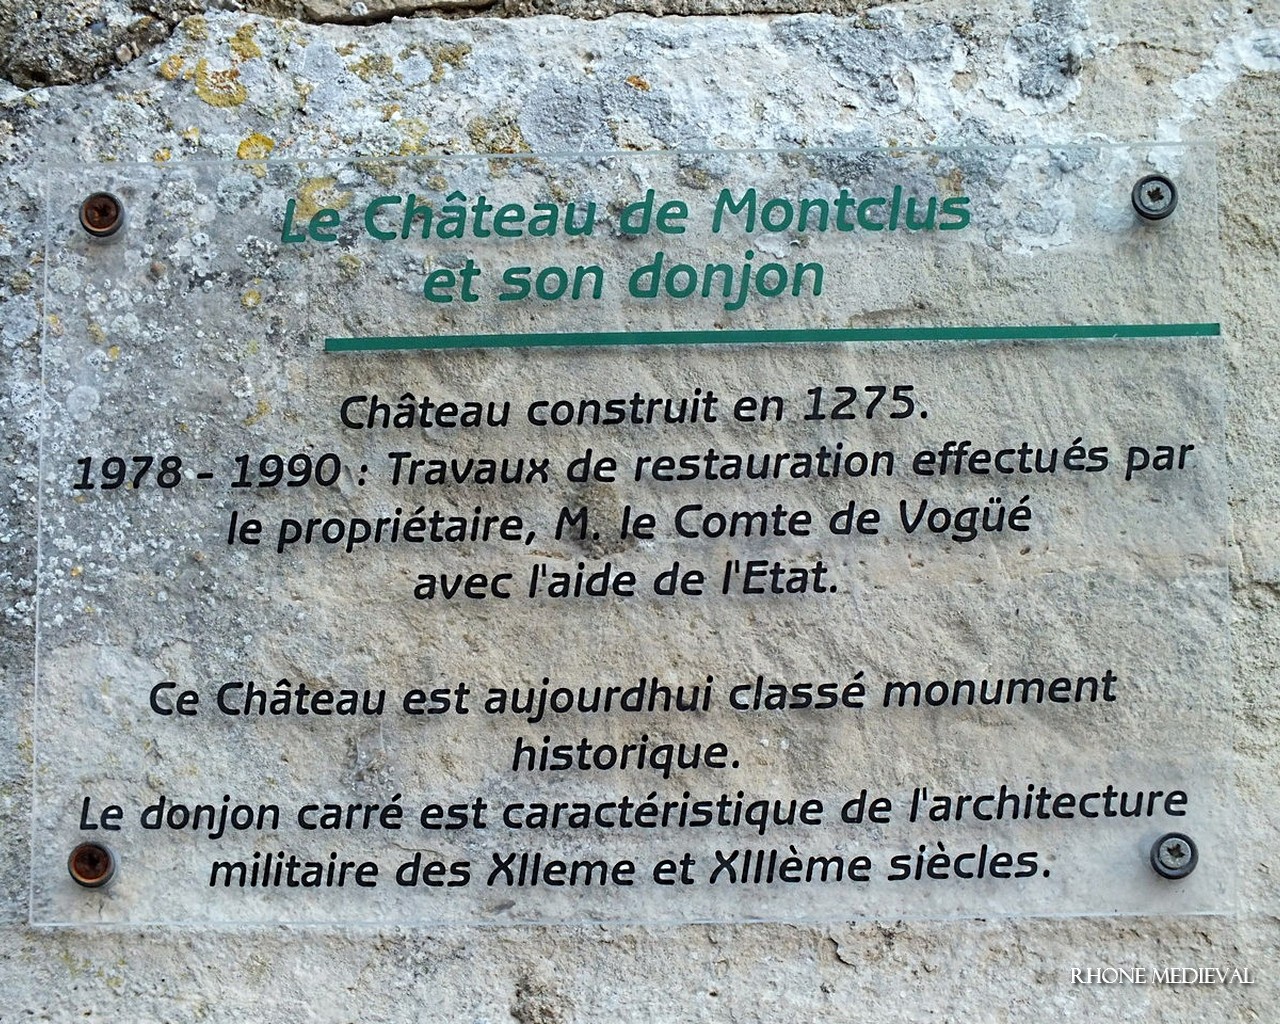 Le Château de Montclus
et son donjon
Château construit en 1275.
1978 - 1990 : Travaux de restauration effectués par
le propriétaire, M. le Comte de Vogüé
avec l'aide de l'Etat.
Ce Château est aujourdhui classé monument
historique.
Le donjon carré est caractéristique de l'architecture
militaire des XIIeme et XIIIème siècles.
RHONE MEDIEVAL